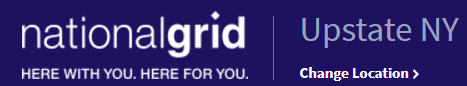 nationalgrid
HERE WITH YOU. HERE FOR YOU.
Upstate NY
Change Location >